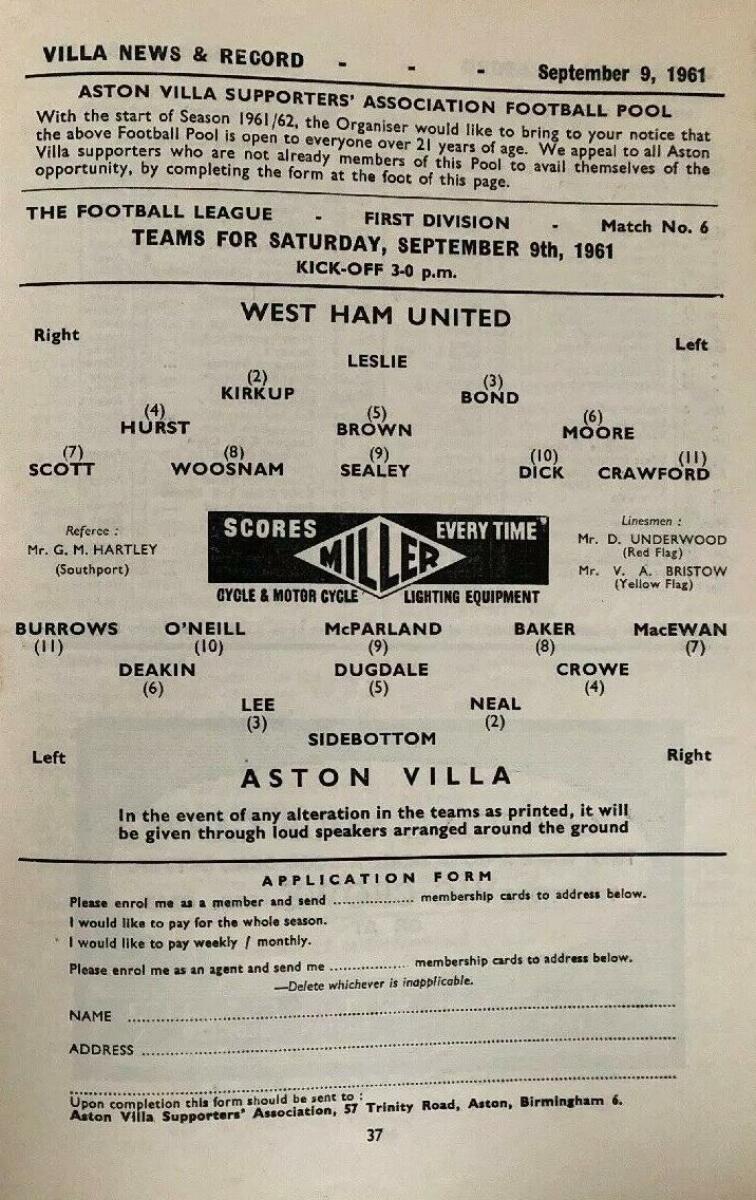 VILLA NEWS & RECORD - - - September 9, 1961
ASTON VILLA SUPPORTERS' ASSOCIATION FOOTBALL POOL
With the start of Season 1961/62, the Organiser would like to bring to your notice that
the above Football Pool is open to everyone over 21 years of age. We appeal to all Aston
Villa supporters who are not already members of this Pool to avail themselves of the
opportunity, by completing the form at the foot of this page.
THE FOOTBALL LEAGUE - FIRST DIVISION - Match No. 6
TEAMS FOR SATURDAY, SEPTEMBER 9th, 1961
KICK-OFF 3-0 p.m.
WEST HAM UNITED
Right Left
LESLIE
(2) (3)
KIRKUP BOND
(4) (5) (6)
HURST BROWN MOORE
(7) (8) (9) (10) (11)
SCOTT WOOSNAM SEALEY DICK CRAWFORD
Referee :
Mr. G. M. HARTLEY
(Southport)
SCORES EVERY TIME
MILLER
CYCLE & MOTOR CYCLE LIGHTING EQUIPMENT
Linesmen :
Mr. D. UNDERWOOD
(Red Flag)
Mr. V. A. BRISTOW
(Yellow Flag)
BURROWS O'NEILL McPARLAND BAKER MacEWAN
(11) (10) (9) (8) (7)
DEAKIN DUGDALE CROWE
(6) (5) (4)
LEE NEAL
(3) (2)
SIDEBOTTOM
Left Right
ASTON VILLA
In the event of any alteration in the teams as printed, it will
be given through loud speakers arranged around the ground
APPLICATION FORM
Please enrol me as a member and send .................. membership cards to address below.
I would like to pay for the whole season.
I would like to pay weekly / monthly.
Please enrol me as an agent and send me ................. membership cards to address below.
—Delete whichever is inapplicable.
NAME ..........................................................................
ADDRESS ..........................................................................
..........................................................................
Upon completion this form should be sent to :
Aston Villa Supporters' Association, 57 Trinity Road, Aston, Birmingham 6.
37